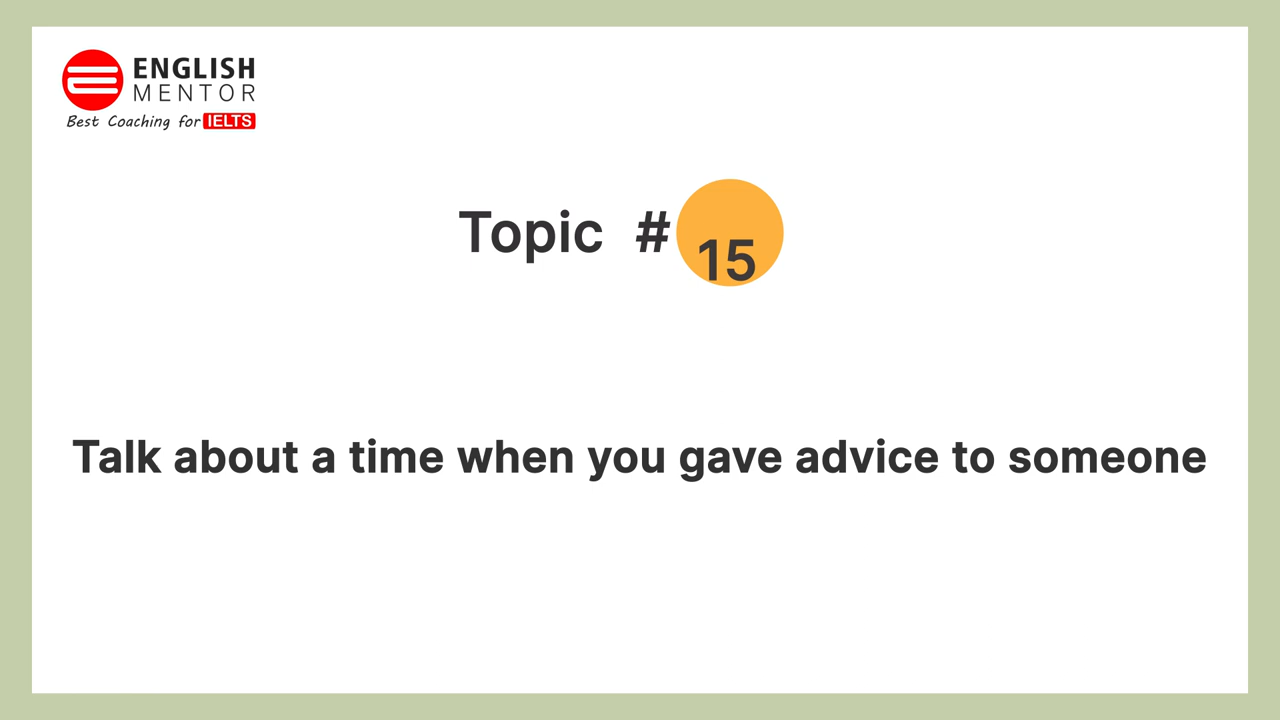 ENGLISH
MENTOR
Best Coaching for IELTS
Topic # 15
Talk about a time when you gave advice to someone